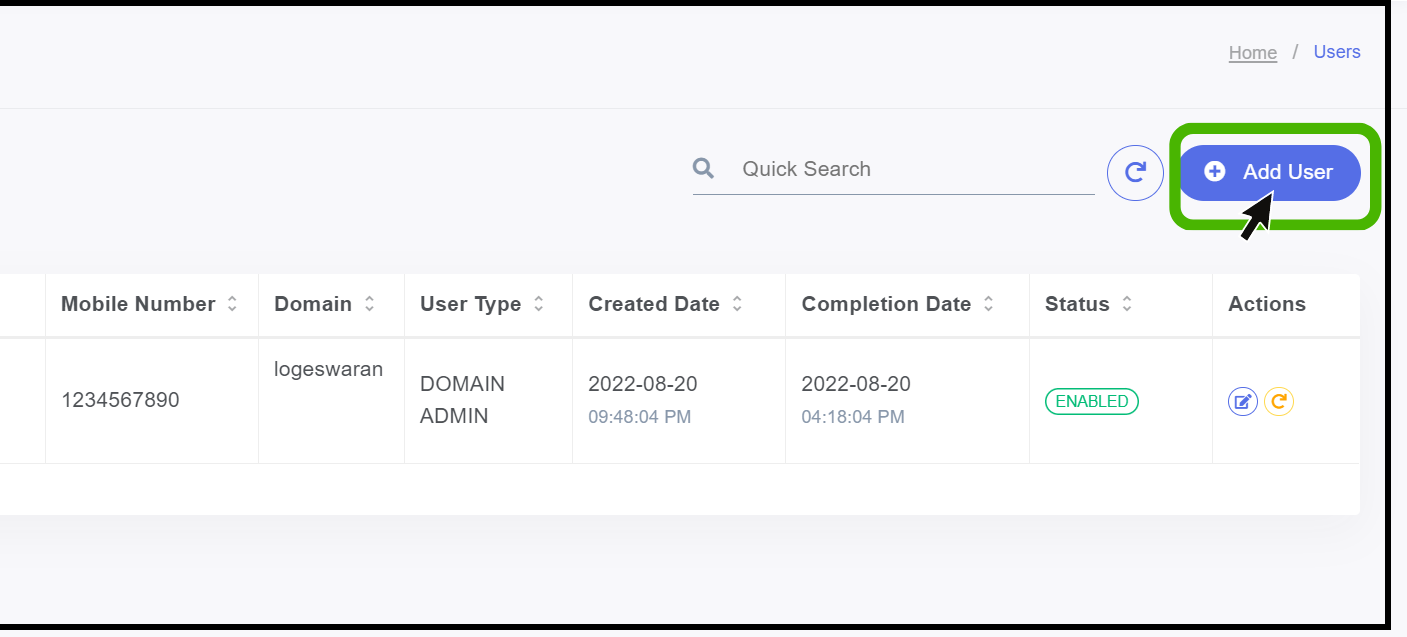 Home / Users
Quick Search
Add User
Mobile Number Domain User Type Created Date Completion Date Status Actions
1234567890 logeswaran DOMAIN ADMIN 2022-08-20 09:48:04 PM 2022-08-20 04:18:04 PM ENABLED